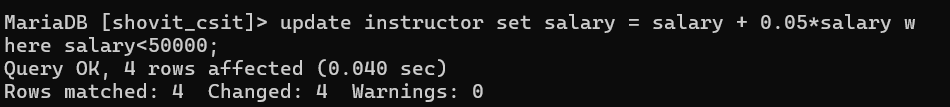 MariaDB [shovit_csit]> update instructor set salary = salary + 0.05*salary w
here salary<50000;
Query OK, 4 rows affected (0.040 sec)
Rows matched: 4  Changed: 4  Warnings: 0